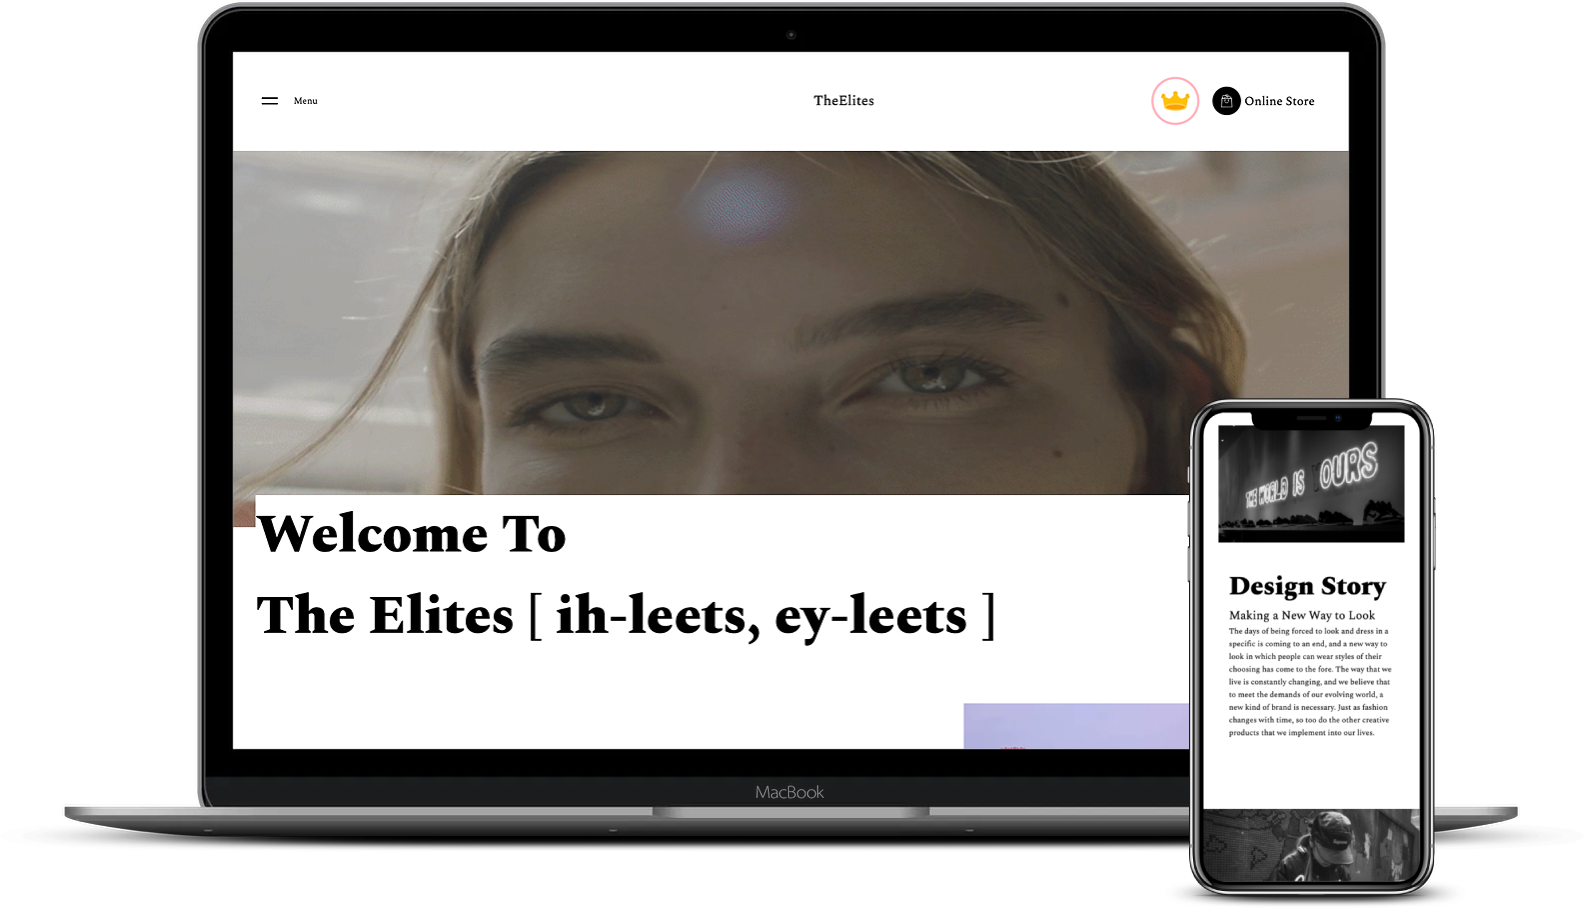 Menu
TheElites
Online Store
Welcome To
The Elites [ ih-leets, ey-leets ]
MacBook
THE WORLD IS YOURS
Design Story
Making a New Way to Look
The days of being forced to look and dress in a
specific is coming to an end, and a new way to
look in which people can wear styles of their
choosing has come to the fore. The way that we
live is constantly changing, and we believe that
to meet the demands of our evolving world, a
new kind of brand is necessary. Just as fashion
changes with time, so too do the other creative
products that we implement into our lives.